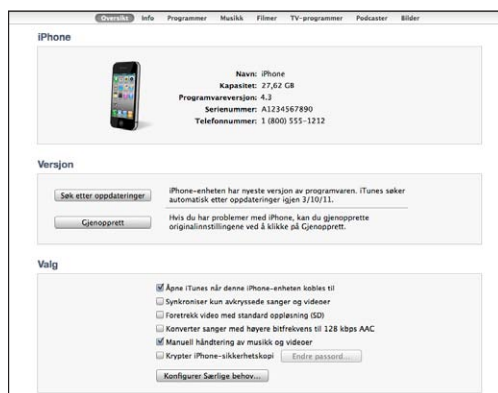 Oversikt Info Programmer Musikk Filmer TV-programmer Podcaster Bilder
iPhone
Navn: iPhone
Kapasitet: 27,62 GB
Programvareversjon: 4.3
Serienummer: A1234567890
Telefonnummer: 1 (800) 555-1212
Versjon
Søk etter oppdateringer
iPhone-enheten har nyeste versjon av programvaren. iTunes søker
automatisk etter oppdateringer igjen 3/10/11.
Gjenopprett
Hvis du har problemer med iPhone, kan du gjenopprette
originalinnstillingene ved å klikke på Gjenopprett.
Valg
Åpne iTunes når denne iPhone-enheten kobles til
Synkroniser kun avkryssede sanger og videoer
Foretrekk video med standard oppløsning (SD)
Konverter sanger med høyere bitfrekvens til 128 kbps AAC
Manuell håndtering av musikk og videoer
Krypter iPhone-sikkerhetskopi Endre passord...
Konfigurer Særlige behov...